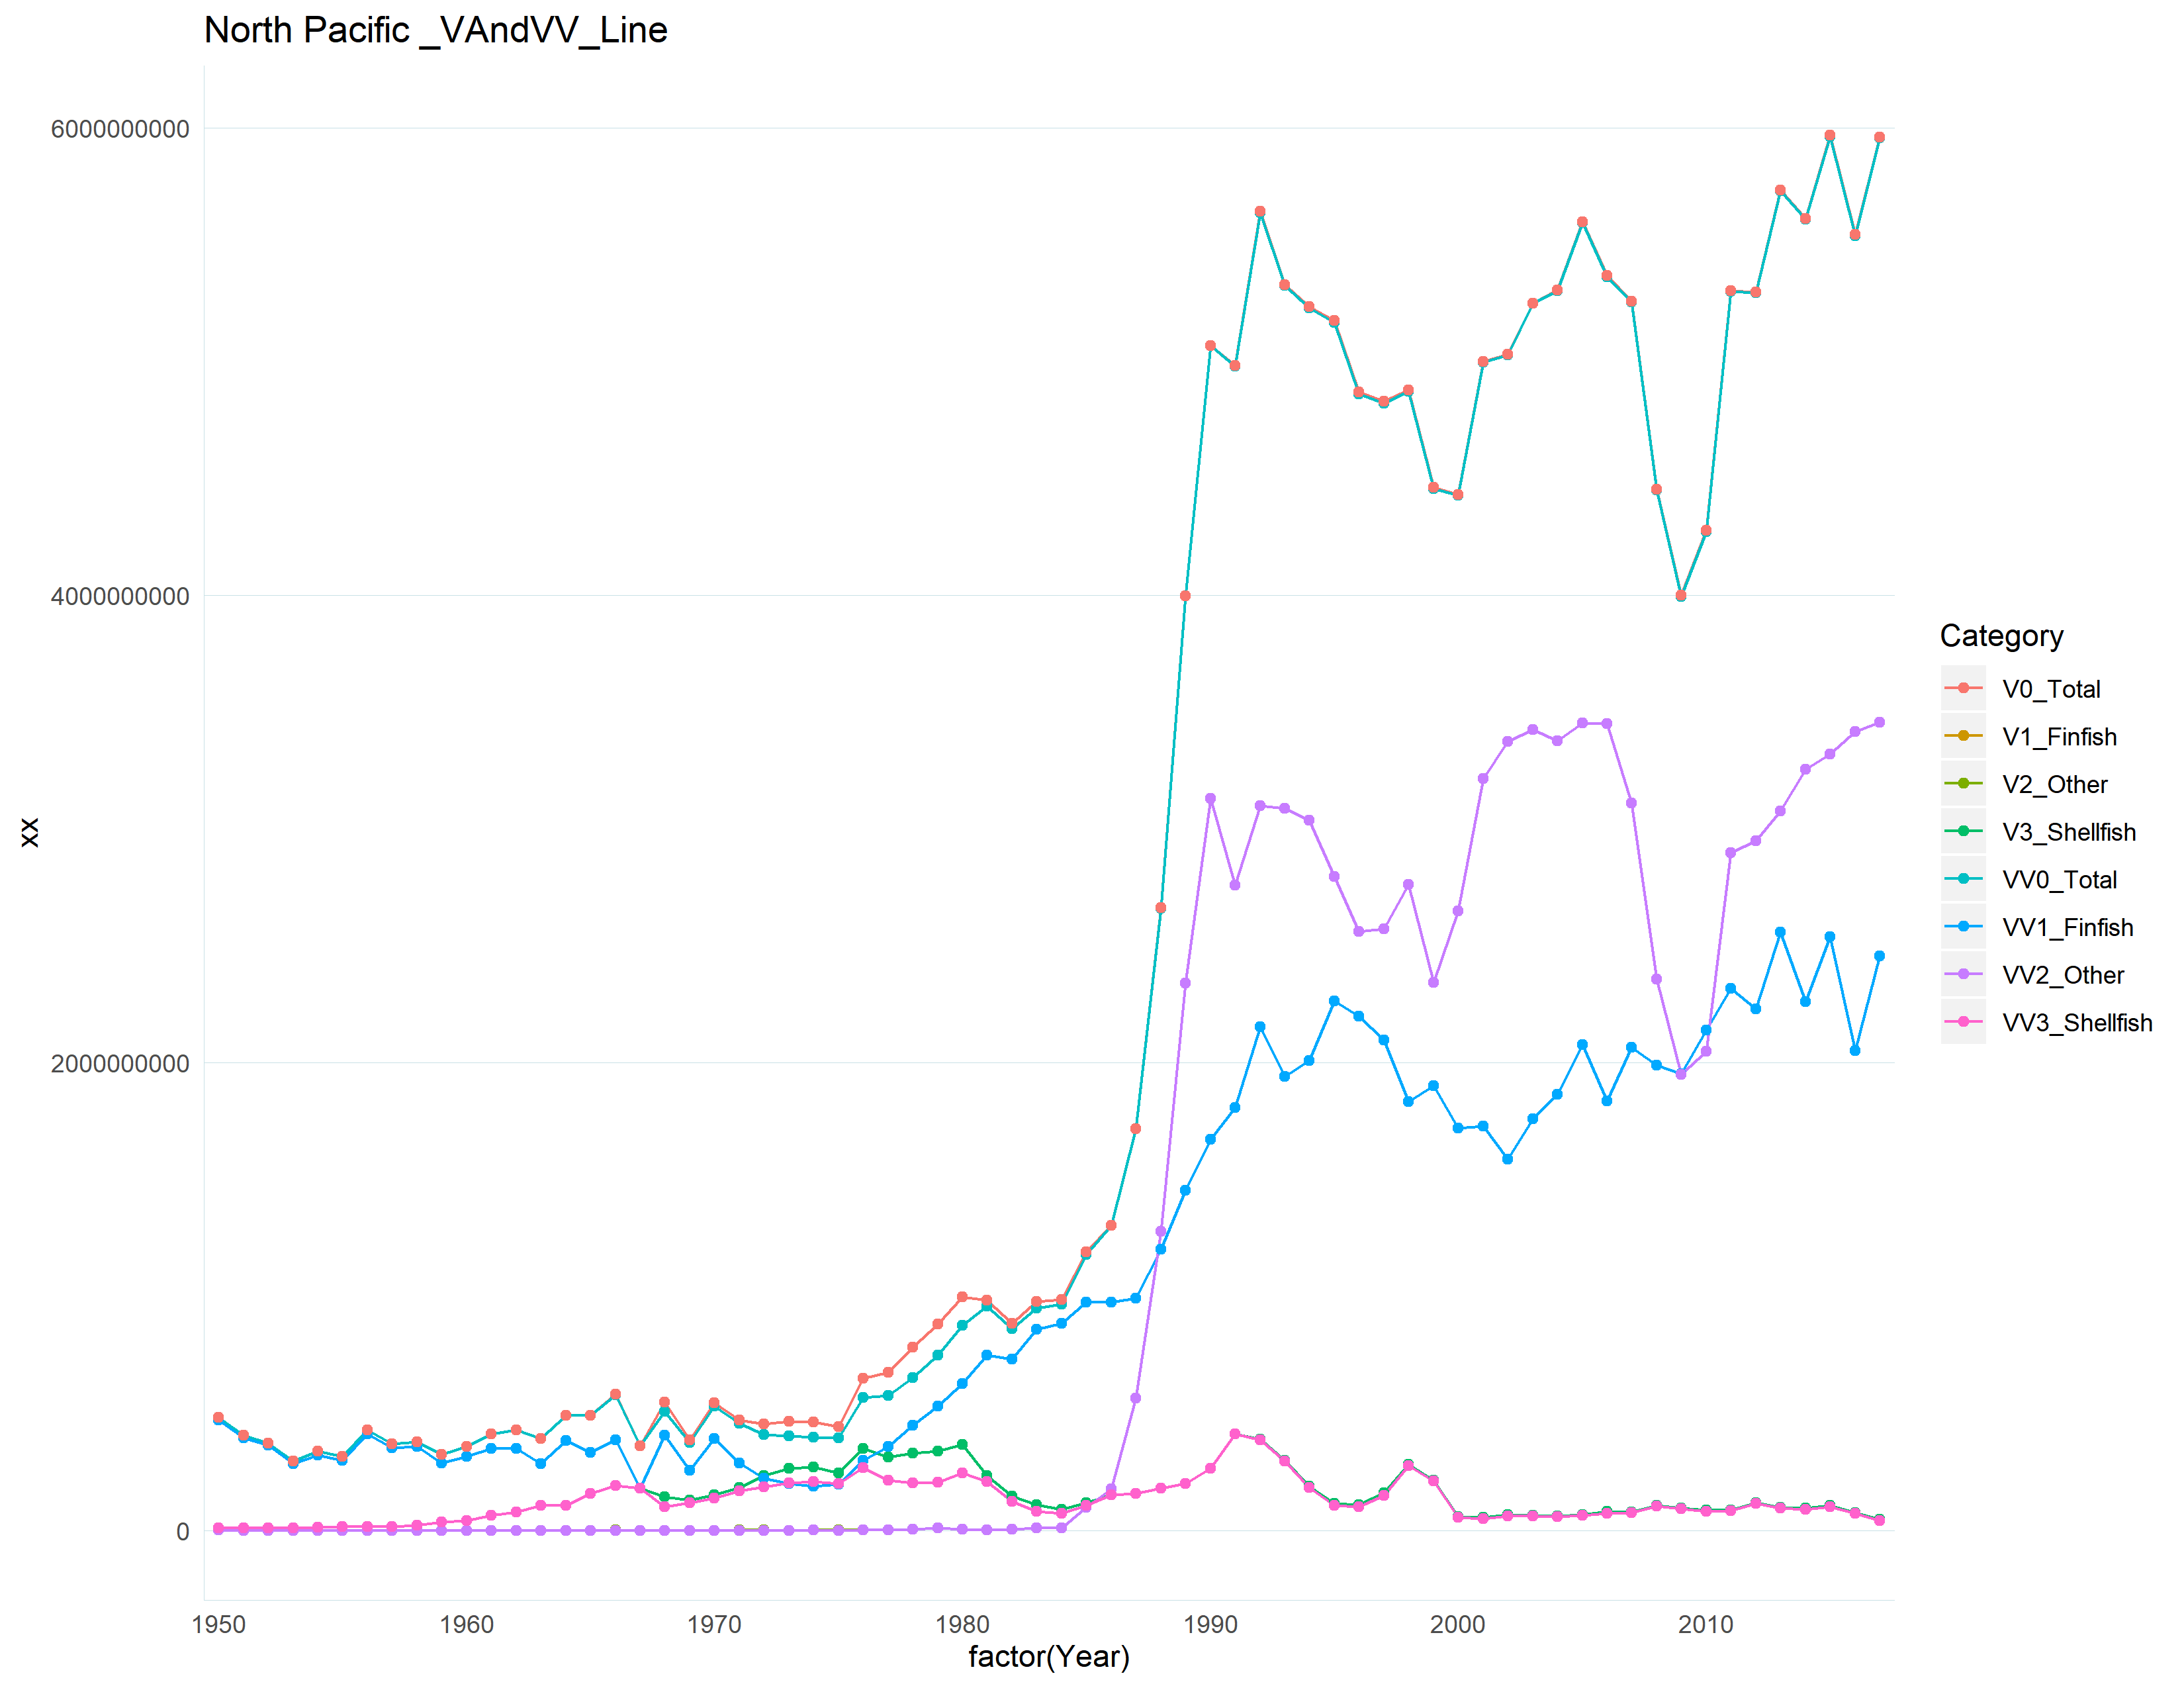 North Pacific _VAndVV_Line
6000000000
4000000000
2000000000
0
xx
1950 1960 1970 1980 1990 2000 2010
factor(Year)
Category
V0_Total
V1_Finfish
V2_Other
V3_Shellfish
VV0_Total
VV1_Finfish
VV2_Other
VV3_Shellfish